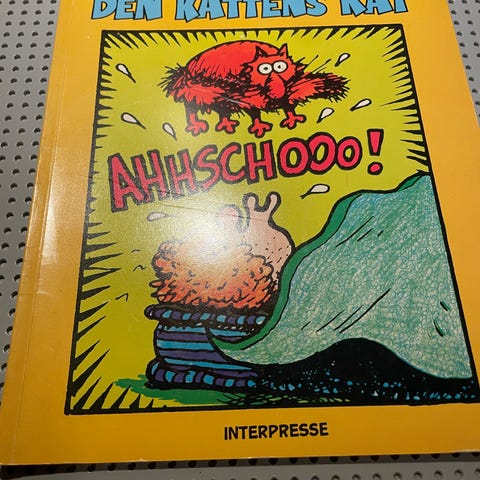 DEN KATTENS KAT
AHHSCHOOO!
INTERPRESSE